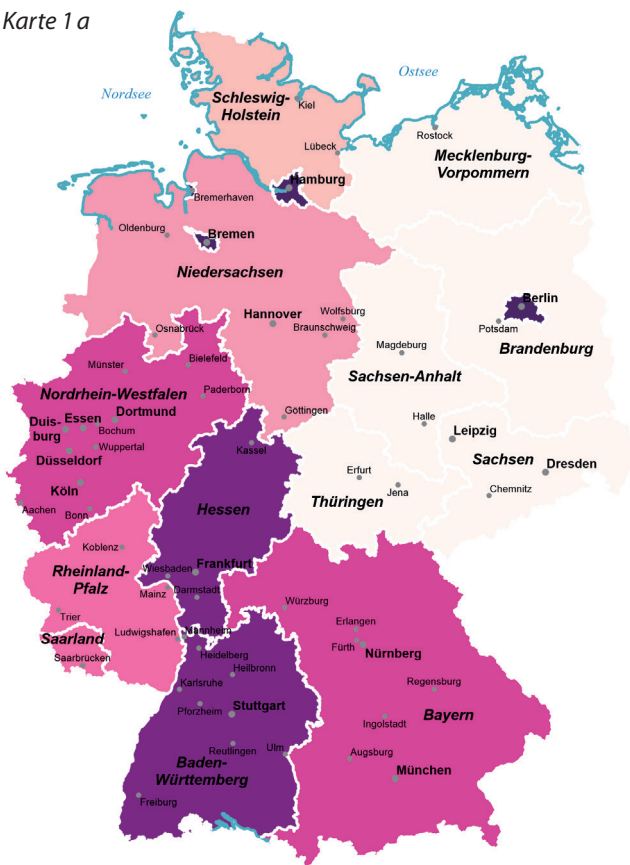 Karte 1 a
Nordsee
Ostsee
Schleswig-
Holstein
Kiel
Lübeck
Rostock
Mecklenburg-
Vorpommern
Hamburg
Bremerhaven
Oldenburg
Bremen
Niedersachsen
Berlin
Potsdam
Brandenburg
Hannover
Wolfsburg
Braunschweig
Osnabrück
Magdeburg
Sachsen-Anhalt
Münster
Bielefeld
Nordrhein-Westfalen
Paderborn
Göttingen
Halle
Duis-
burg
Essen
Dortmund
Bochum
Wuppertal
Düsseldorf
Köln
Aachen
Bonn
Kassel
Leipzig
Sachsen
Dresden
Chemnitz
Erfurt
Jena
Thüringen
Hessen
Koblenz
Wiesbaden
Frankfurt
Rheinland-
Pfalz
Mainz
Darmstadt
Trier
Würzburg
Saarland
Saarbrücken
Ludwigshafen
Mannheim
Heidelberg
Erlangen
Fürth
Nürnberg
Heilbronn
Karlsruhe
Regensburg
Pforzheim
Stuttgart
Ingolstadt
Bayern
Reutlingen
Ulm
Augsburg
Baden-
Württemberg
München
Freiburg